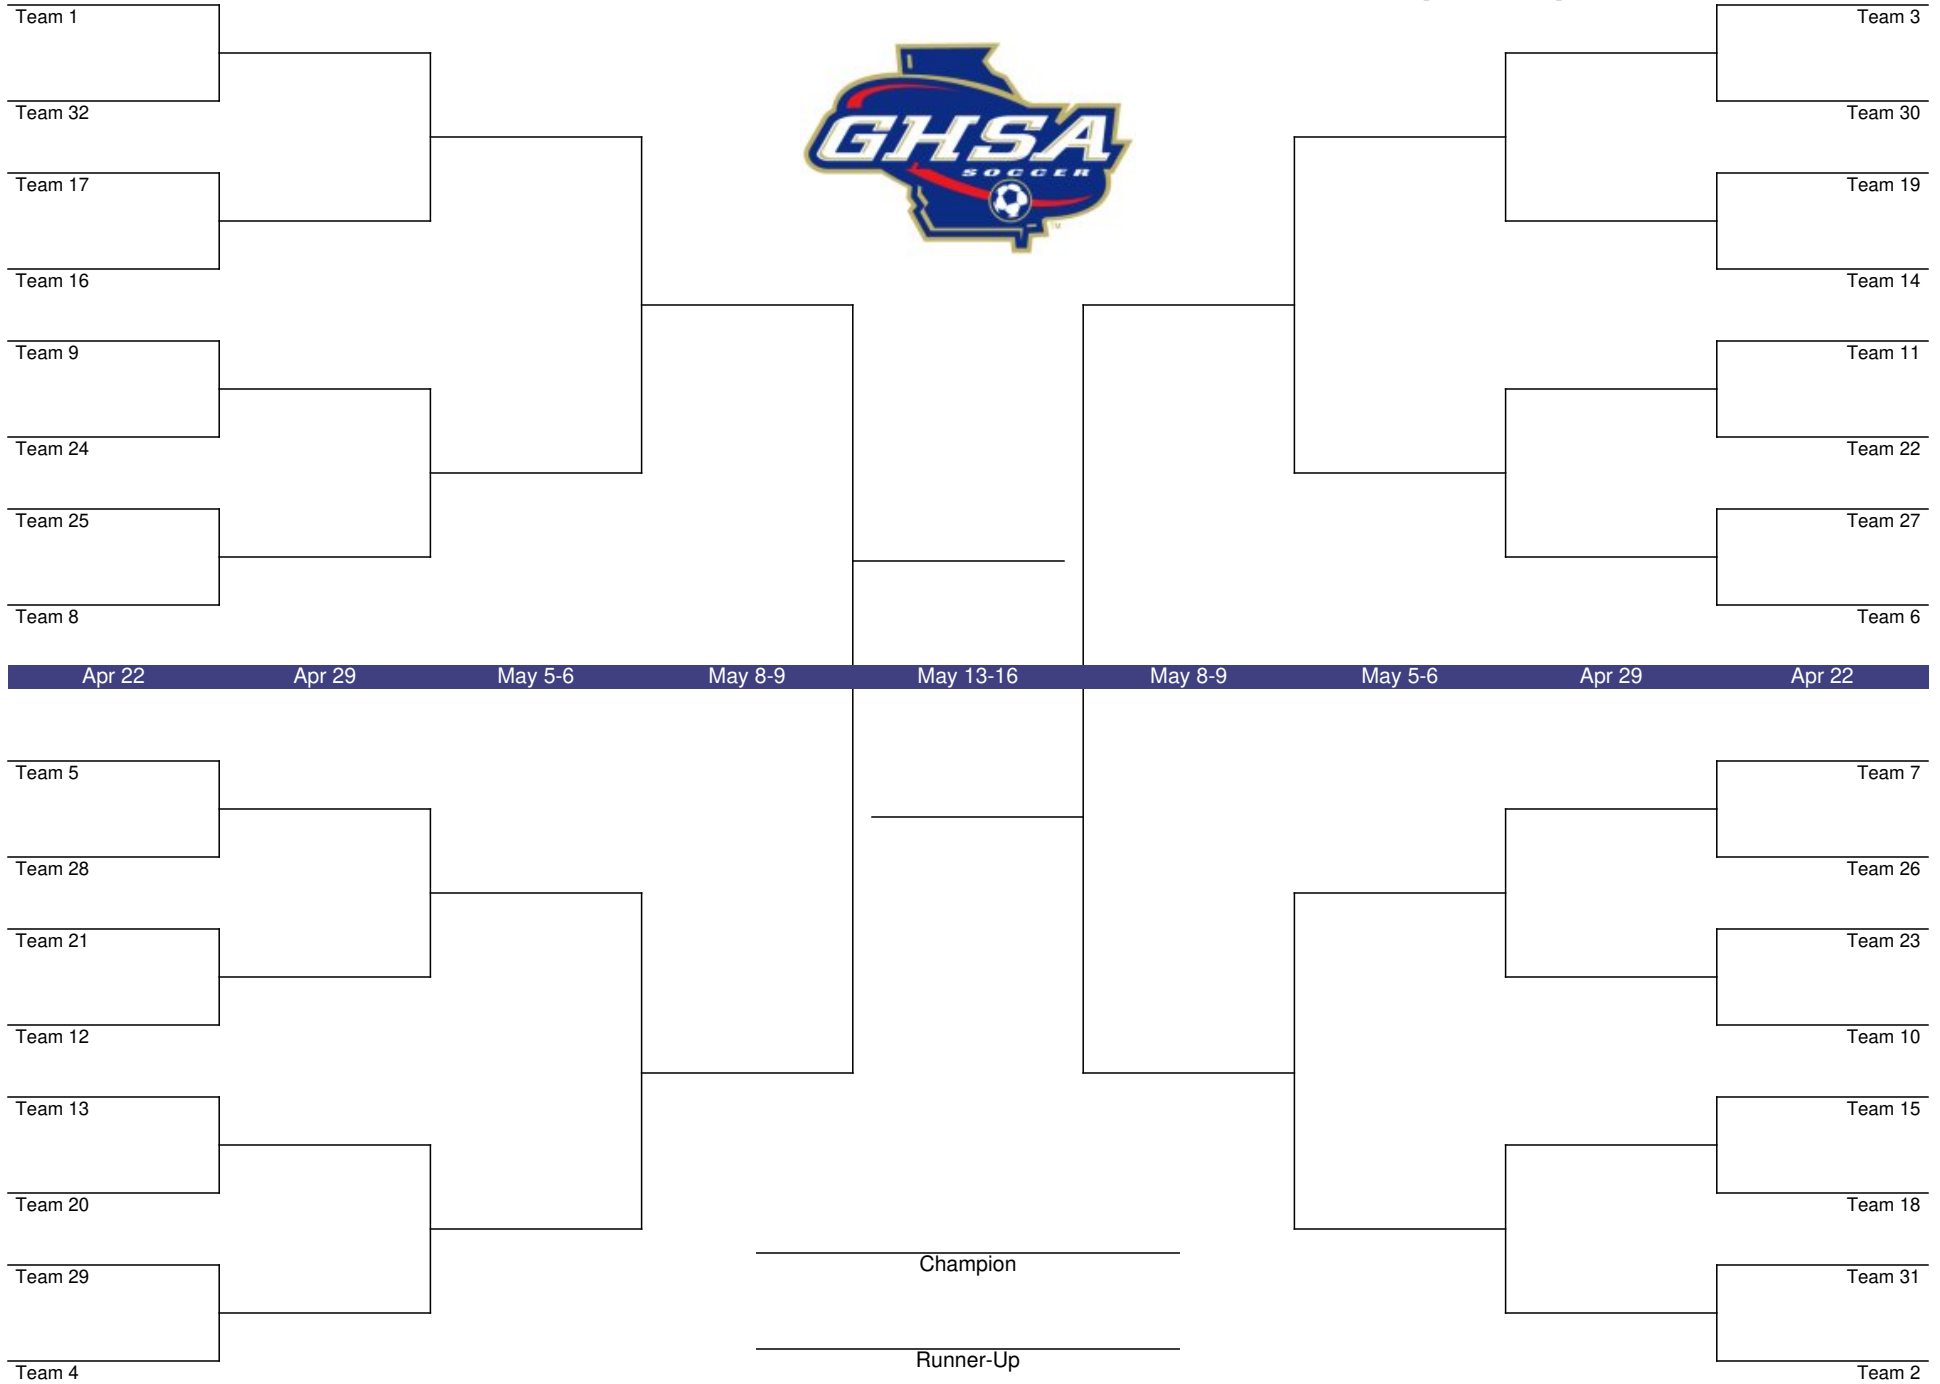 Team 1
Team 3
Team 32
Team 30
GHSA
SOCCER
TM
Team 17
Team 19
Team 16
Team 14
Team 9
Team 11
Team 24
Team 22
Team 25
Team 27
Team 8
Team 6
Apr 22 Apr 29 May 5-6 May 8-9 May 13-16 May 8-9 May 5-6 Apr 29 Apr 22
Team 5
Team 7
Team 28
Team 26
Team 21
Team 23
Team 12
Team 10
Team 13
Team 15
Team 20
Team 18
Champion
Team 29
Team 31
Runner-Up
Team 4
Team 2